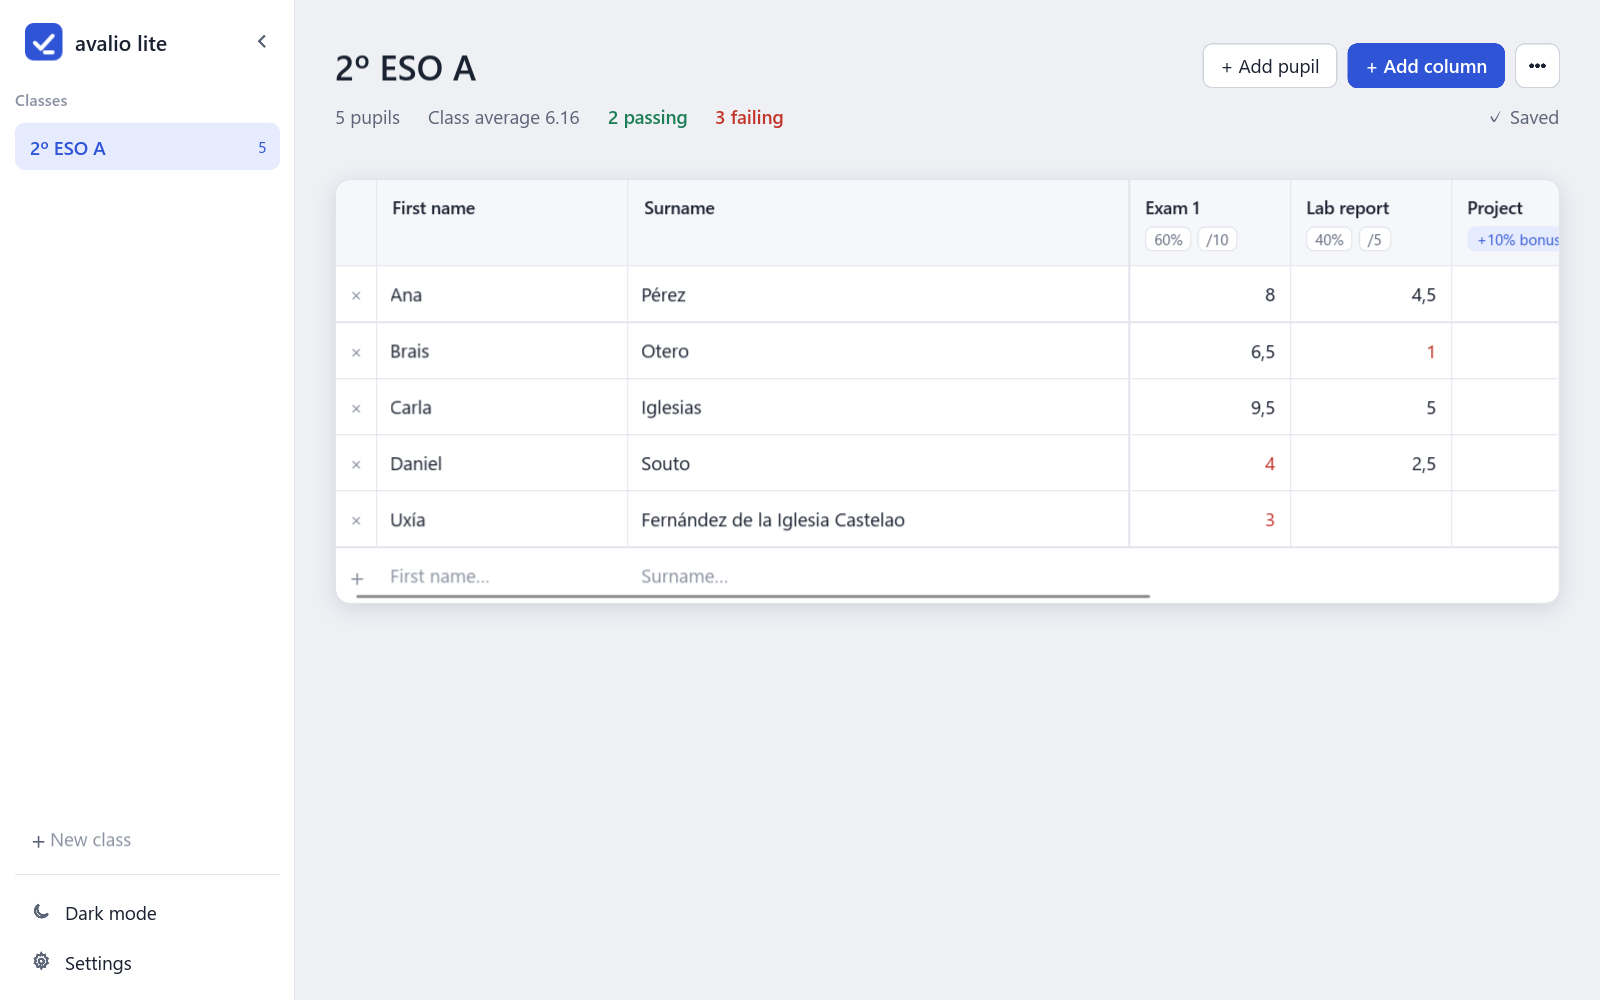 avalio lite
Classes
2º ESO A 5
+ New class
Dark mode
Settings
2º ESO A
+ Add pupil + Add column •••
5 pupils Class average 6.16 2 passing 3 failing ✓ Saved
First name Surname Exam 1 Lab report Project
60% /10 40% /5 +10% bonus
× Ana Pérez 8 4,5
× Brais Otero 6,5 1
× Carla Iglesias 9,5 5
× Daniel Souto 4 2,5
× Uxía Fernández de la Iglesia Castelao 3
+ First name... Surname...